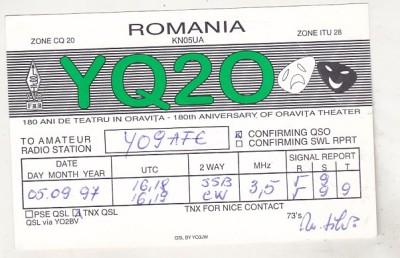 ROMANIA
ZONE CQ 20 KN05UA ZONE ITU 28
YQ2O
FRR
180 ANI DE TEATRU IN ORAVIȚA - 180th ANIVERSARY OF ORAVIȚA THEATER
TO AMATEUR RADIO STATION YO9AFE
CONFIRMING QSO
CONFIRMING SWL RPRT
DATE UTC 2 WAY MHz SIGNAL REPORT
DAY MONTH YEAR R S T
05.09 97 16,18 SSB 3,5 5 9
16,19 CW 5 9 9
PSE QSL TNX QSL TNX FOR NICE CONTACT 73's
QSL via YO2BV
QSL BY YO3JW